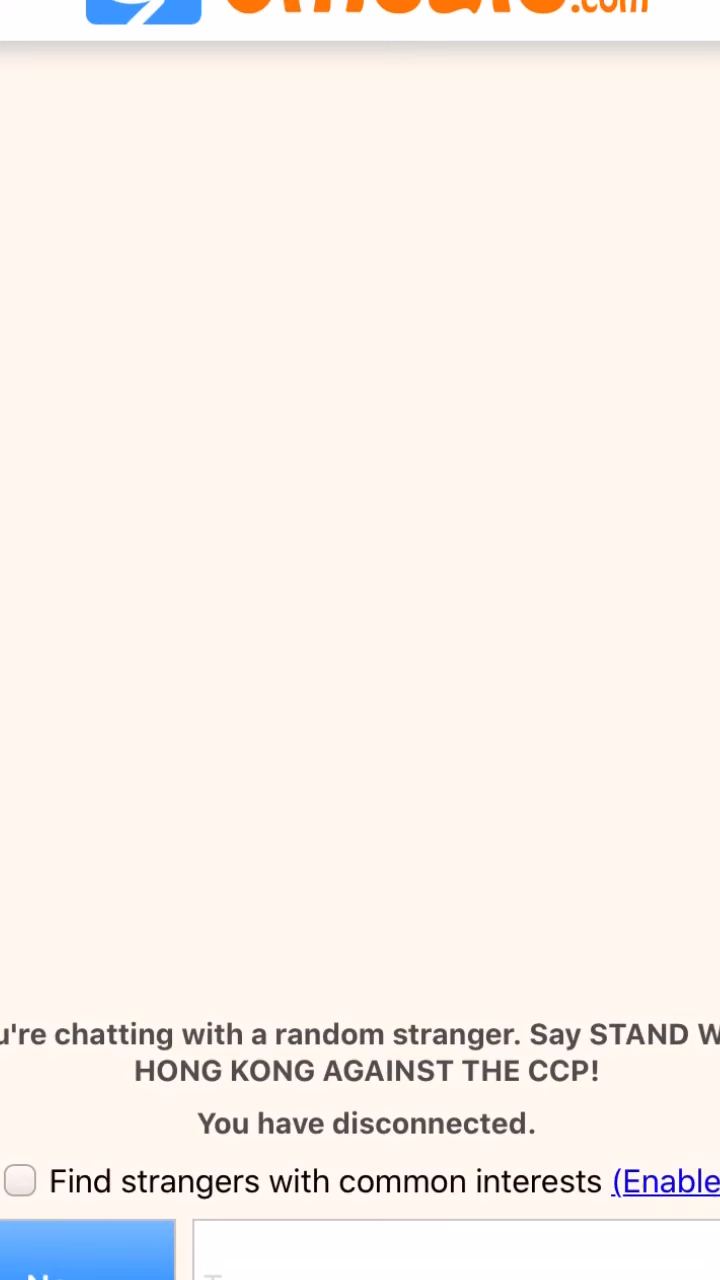 .com
u're chatting with a random stranger. Say STAND W
HONG KONG AGAINST THE CCP!
You have disconnected.
Find strangers with common interests (Enable